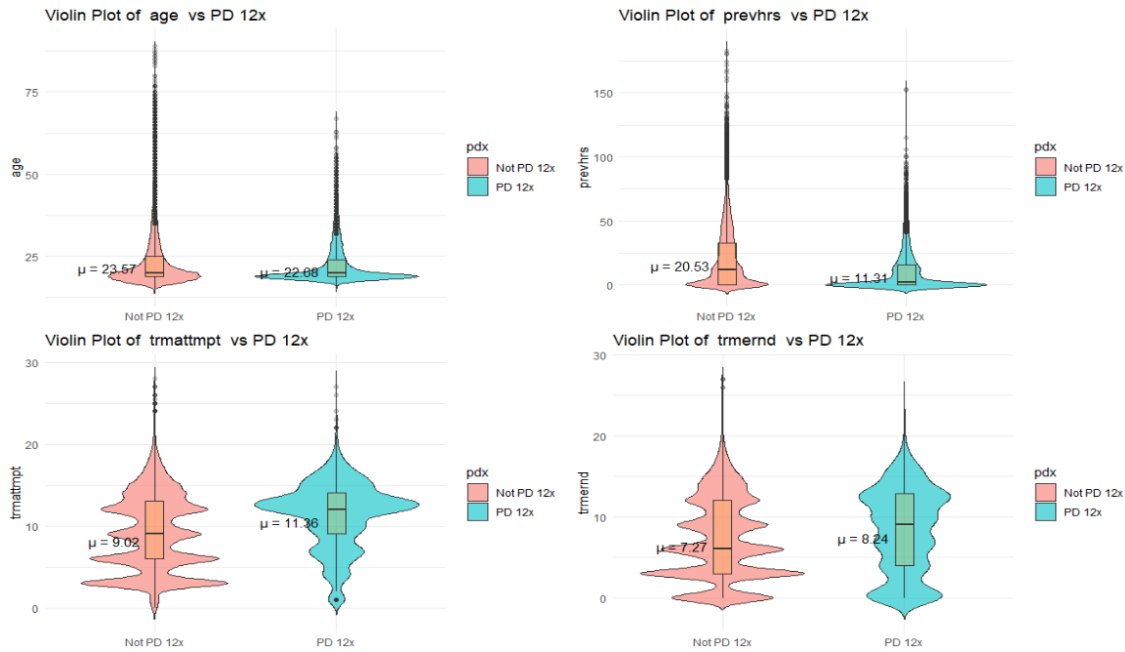 Violin Plot of  age  vs PD 12x
age
75
50
25
μ = 23.57
μ = 22.68
Not PD 12x
PD 12x
pdx
Not PD 12x
PD 12x
Violin Plot of  prevhrs  vs PD 12x
prevhrs
150
100
50
0
μ = 20.53
μ = 11.31
Not PD 12x
PD 12x
pdx
Not PD 12x
PD 12x
Violin Plot of  trmattmpt  vs PD 12x
trmattmpt
30
20
10
0
μ = 9.02
μ = 11.36
Not PD 12x
PD 12x
pdx
Not PD 12x
PD 12x
Violin Plot of  trmernd  vs PD 12x
trmernd
30
20
10
0
μ = 7.27
μ = 8.24
Not PD 12x
PD 12x
pdx
Not PD 12x
PD 12x